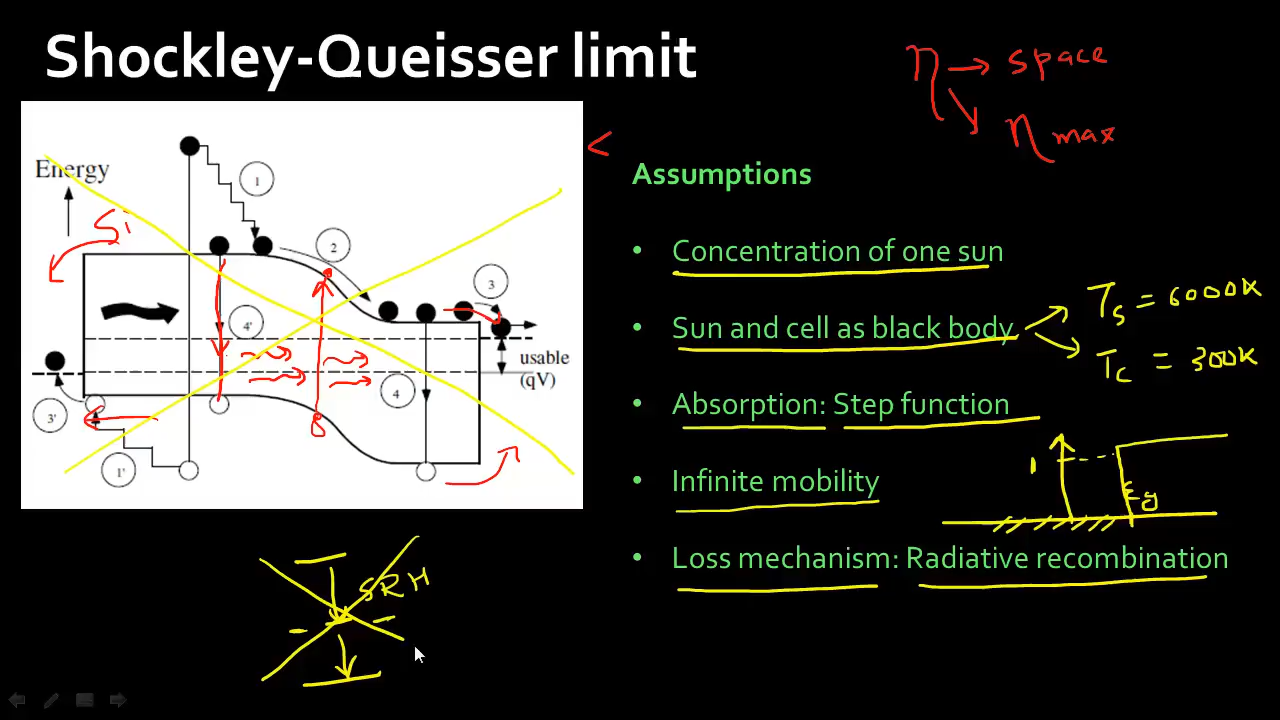 Shockley-Queisser limit
η → space
η max
<
Assumptions
Energy
Si
1
2
3
4'
4
3'
1'
usable
(qV)
• Concentration of one sun
• Sun and cell as black body
Ts = 6000K
Tc = 300K
• Absorption: Step function
1
Eg
• Infinite mobility
• Loss mechanism: Radiative recombination
SRH